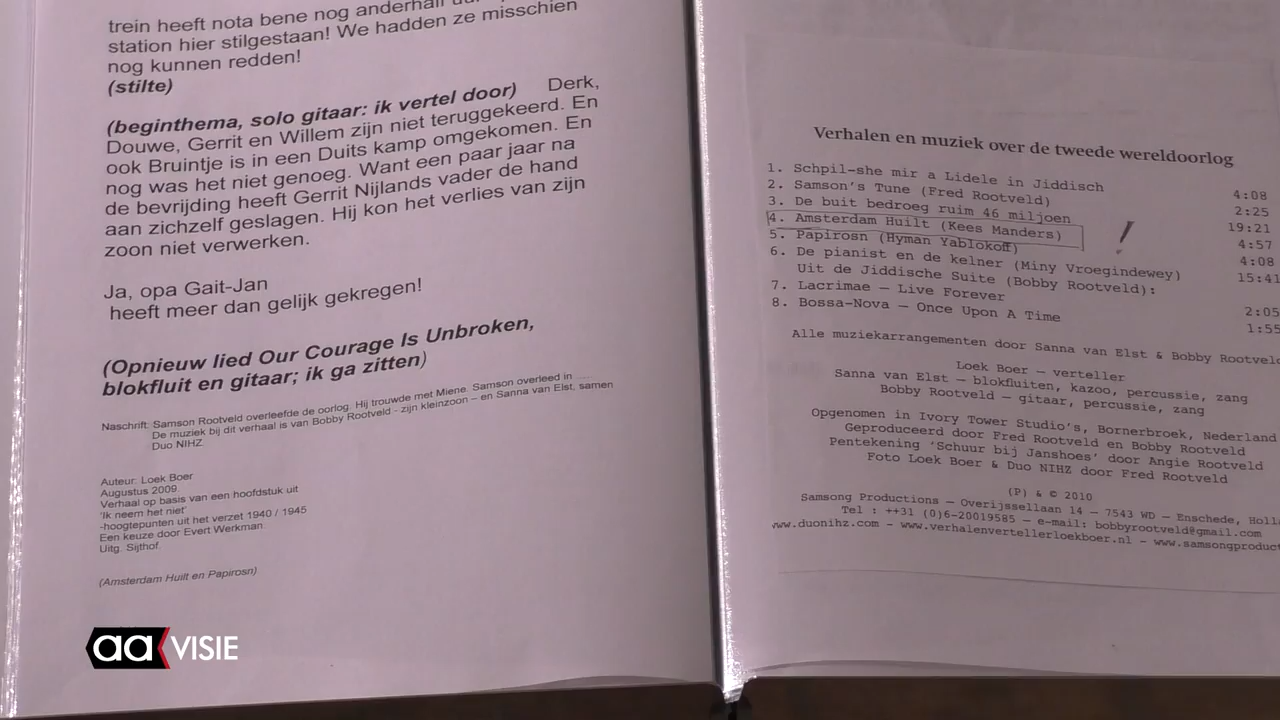 trein heeft nota bene nog anderhalf
station hier stilgestaan! We hadden ze misschien
nog kunnen redden!
(stilte)
(beginthema, solo gitaar: ik vertel door) Derk,
Douwe, Gerrit en Willem zijn niet teruggekeerd. En
ook Bruintje is in een Duits kamp omgekomen. En
nog was het niet genoeg. Want een paar jaar na
de bevrijding heeft Gerrit Nijlands vader de hand
aan zichzelf geslagen. Hij kon het verlies van zijn
zoon niet verwerken.
Ja, opa Gait-Jan
heeft meer dan gelijk gekregen!
(Opnieuw lied Our Courage Is Unbroken,
blokfluit en gitaar; ik ga zitten)
Naschrift: Samson Rootveld overleefde de oorlog. Hij trouwde met Miene. Samson overleed in ....
De muziek bij dit verhaal is van Bobby Rootveld - zijn kleinzoon – en Sanna van Elst, samen
Duo NIHZ.
Auteur: Loek Boer
Augustus 2009.
Verhaal op basis van een hoofdstuk uit
'Ik neem het niet'
-hoogtepunten uit het verzet 1940 / 1945
Een keuze door Evert Werkman.
Uitg. Sijthof.
(Amsterdam Huilt en Papirosn)
Verhalen en muziek over de tweede wereldoorlog
1. Schpil-she mir a Lidele in Jiddisch 4:08
2. Samson's Tune (Fred Rootveld) 2:25
3. De buit bedroeg ruim 46 miljoen 19:21
4. Amsterdam Huilt (Kees Manders) ! 4:57
5. Papirosn (Hyman Yablokoff) 4:08
6. De pianist en de kelner (Miny Vroegindewey) 15:41
Uit de Jiddische Suite (Bobby Rootveld):
7. Lacrimae – Live Forever 2:05
8. Bossa-Nova – Once Upon A Time 1:55
Alle muziekarrangementen door Sanna van Elst & Bobby Rootveld
Loek Boer – verteller
Sanna van Elst – blokfluiten, kazoo, percussie, zang
Bobby Rootveld – gitaar, percussie, zang
Opgenomen in Ivory Tower Studio's, Bornerbroek, Nederland
Geproduceerd door Fred Rootveld en Bobby Rootveld
Pentekening 'Schuur bij Janshoes' door Angie Rootveld
Foto Loek Boer & Duo NIHZ door Fred Rootveld
(P) & © 2010
Samsong Productions – Overijssellaan 14 – 7543 WD – Enschede, Holla
Tel : ++31 (0)6-20019585 – e-mail: bobbyrootveld@gmail.com
www.duonihz.com - www.verhalenvertellerloekboer.nl - www.samsongproduct
aa VISIE